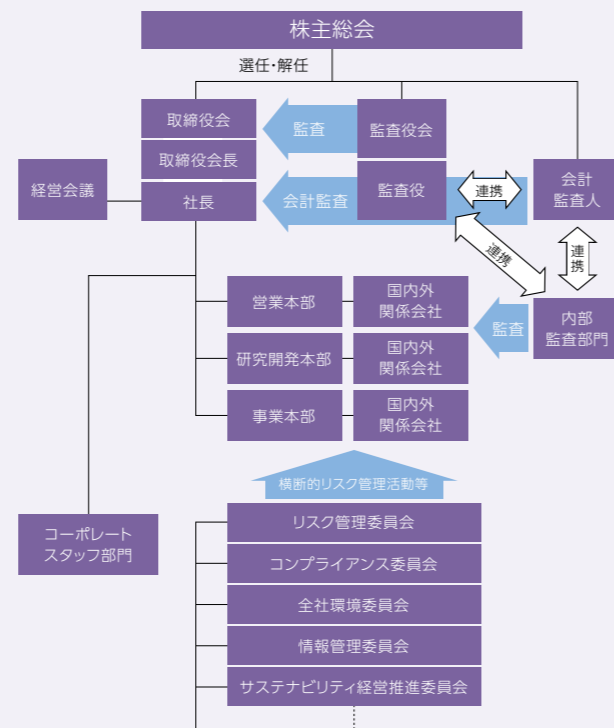 株主総会
選任・解任
取締役会
監査
監査役会
取締役会長
経営会議
社長
会計監査
監査役
連携
会計
監査人
連携
連携
営業本部
国内外
関係会社
監査
内部
監査部門
研究開発本部
国内外
関係会社
事業本部
国内外
関係会社
横断的リスク管理活動等
コーポレート
スタッフ部門
リスク管理委員会
コンプライアンス委員会
全社環境委員会
情報管理委員会
サステナビリティ経営推進委員会